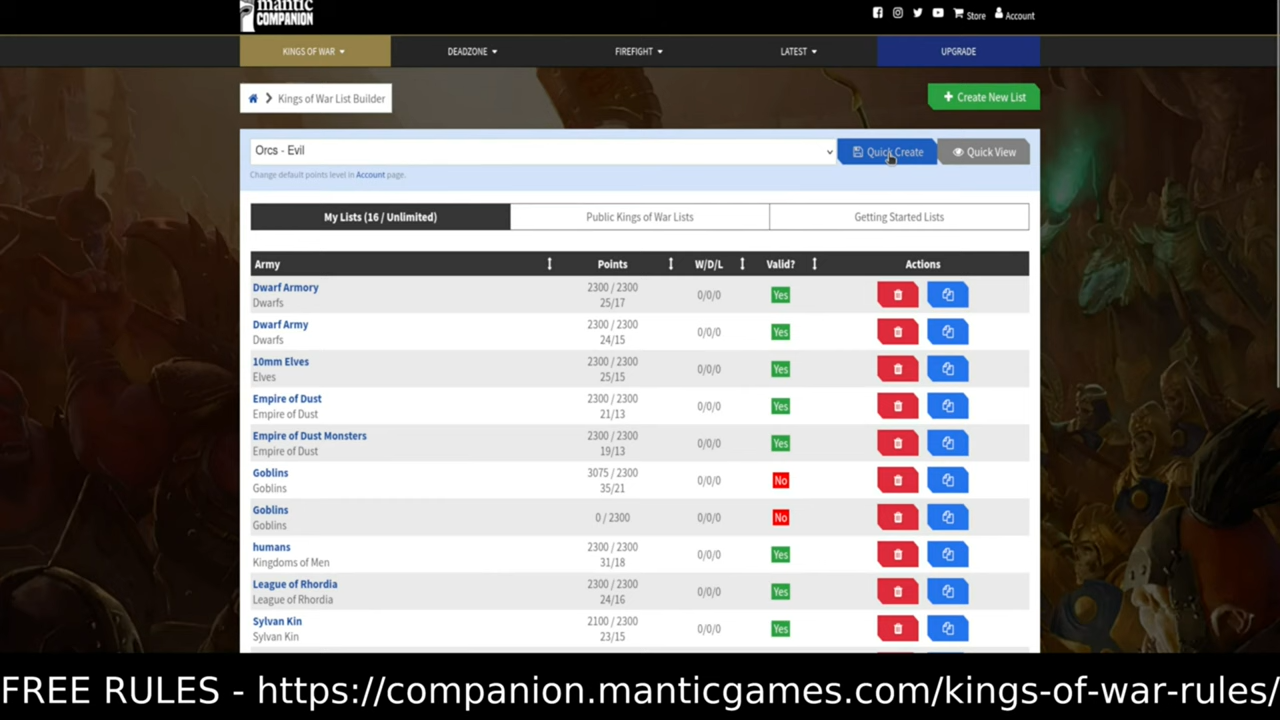 mantic
COMPANION
Store
Account
KINGS OF WAR
DEADZONE
FIREFIGHT
LATEST
UPGRADE
Kings of War List Builder
Create New List
Orcs - Evil
Quick Create
Quick View
Change default points level in Account page.
My Lists (16 / Unlimited)
Public Kings of War Lists
Getting Started Lists
Army Points W/D/L Valid? Actions
Dwarf Armory 2300 / 2300
Dwarfs 25/17 0/0/0 Yes
Dwarf Army 2300 / 2300
Dwarfs 24/15 0/0/0 Yes
10mm Elves 2300 / 2300
Elves 25/15 0/0/0 Yes
Empire of Dust 2300 / 2300
Empire of Dust 21/13 0/0/0 Yes
Empire of Dust Monsters 2300 / 2300
Empire of Dust 19/13 0/0/0 Yes
Goblins 3075 / 2300
Goblins 35/21 0/0/0 No
Goblins 0 / 2300 0/0/0 No
Goblins
humans 2300 / 2300
Kingdoms of Men 31/18 0/0/0 Yes
League of Rhordia 2300 / 2300
League of Rhordia 24/16 0/0/0 Yes
Sylvan Kin 2100 / 2300
Sylvan Kin 23/15 0/0/0 Yes
FREE RULES - https://companion.manticgames.com/kings-of-war-rules/